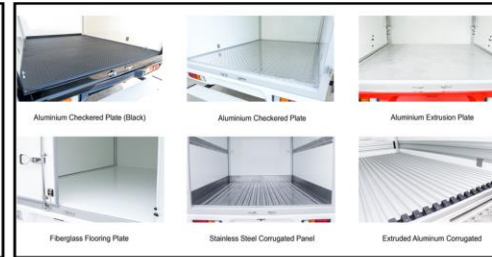 Aluminium Checkered Plate (Black)
Aluminium Checkered Plate
Aluminium Extrusion Plate
Fiberglass Flooring Plate
Stainless Steel Corrugated Panel
Extruded Aluminum Corrugated